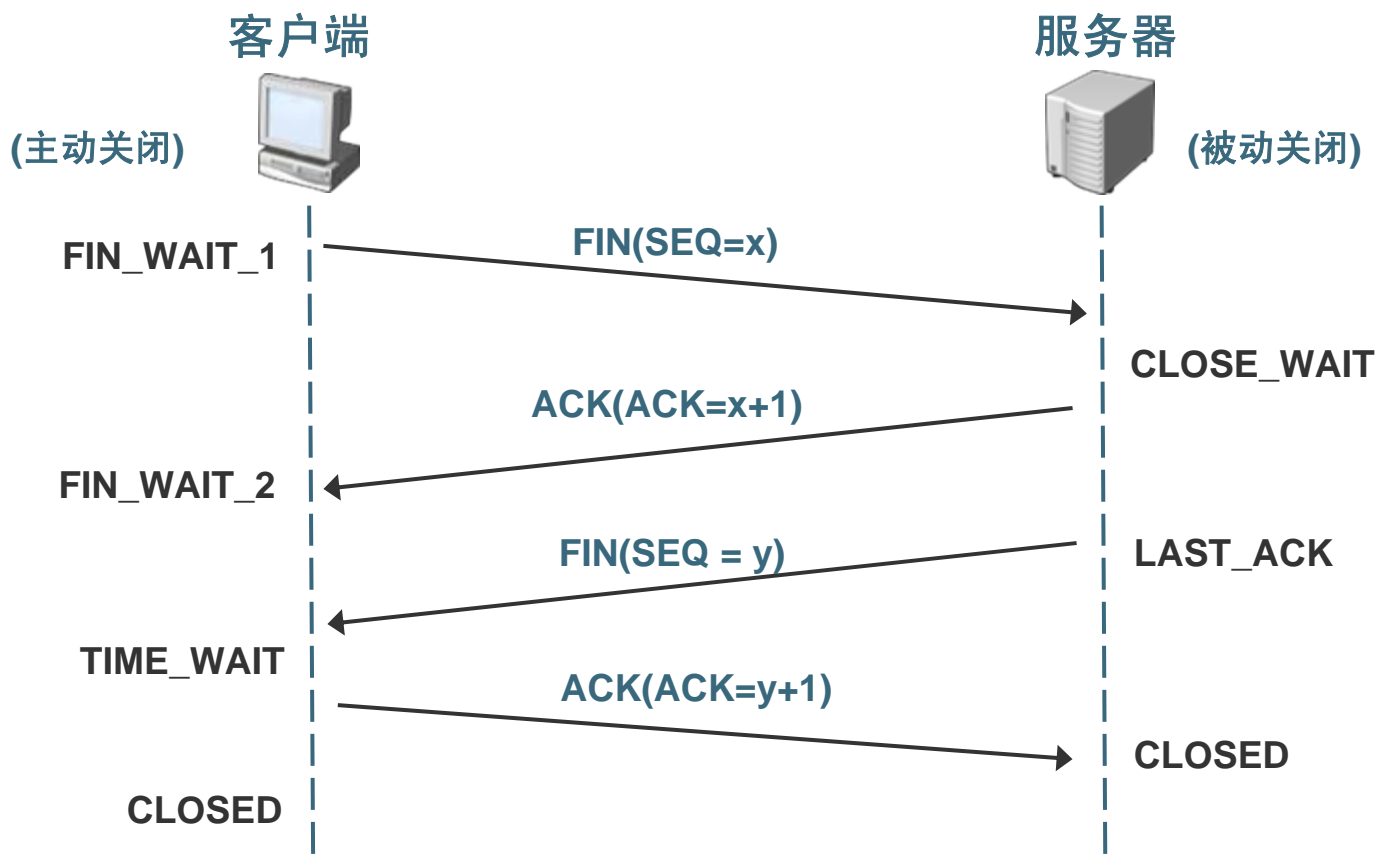 客户端
服务器
(主动关闭)
(被动关闭)
FIN_WAIT_1
FIN(SEQ=x)
CLOSE_WAIT
ACK(ACK=x+1)
FIN_WAIT_2
FIN(SEQ = y)
LAST_ACK
TIME_WAIT
ACK(ACK=y+1)
CLOSED
CLOSED